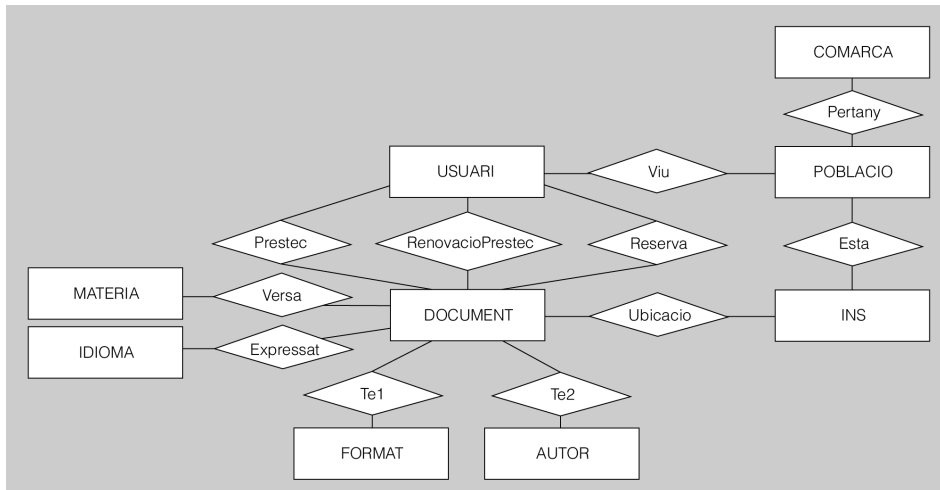 COMARCA
Pertany
USUARI
Viu
POBLACIO
Prestec
RenovacioPrestec
Reserva
Esta
MATERIA
Versa
DOCUMENT
Ubicacio
INS
IDIOMA
Expressat
Te1
Te2
FORMAT
AUTOR